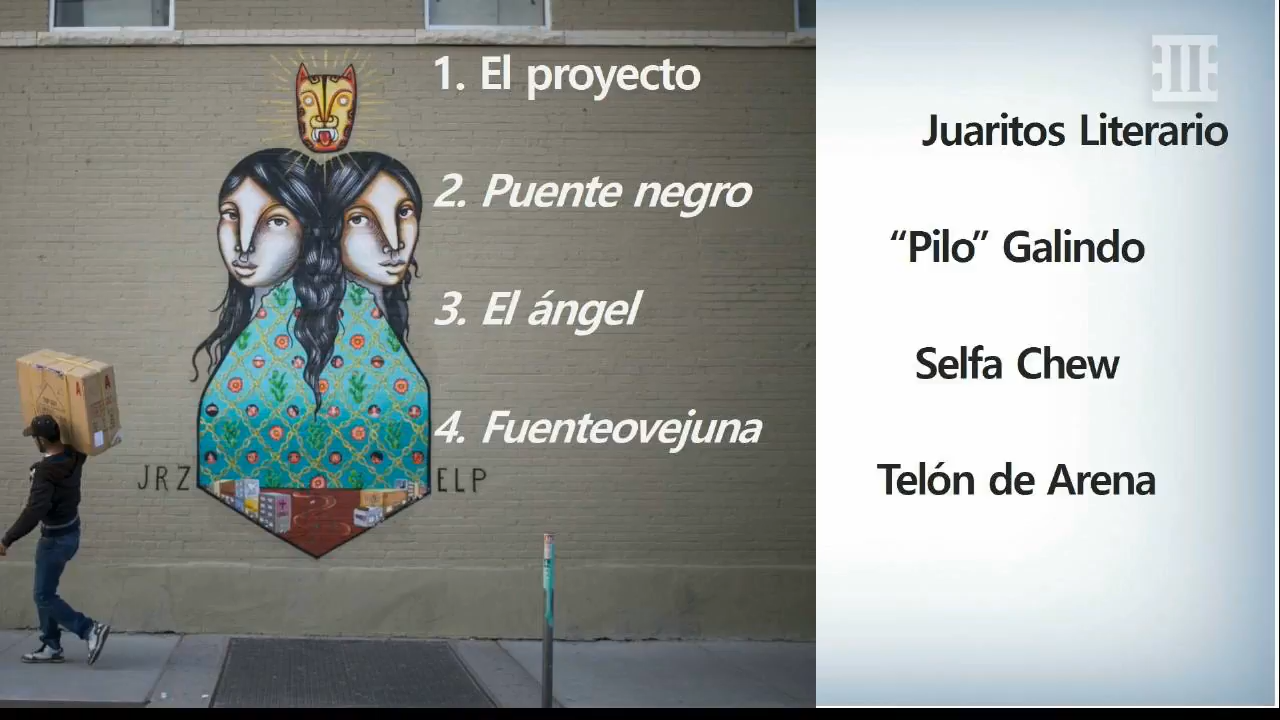 1. El proyecto
Juaritos Literario
2. Puente negro
“Pilo” Galindo
3. El ángel
Selfa Chew
4. Fuenteovejuna
Telón de Arena
JRZ
ELP